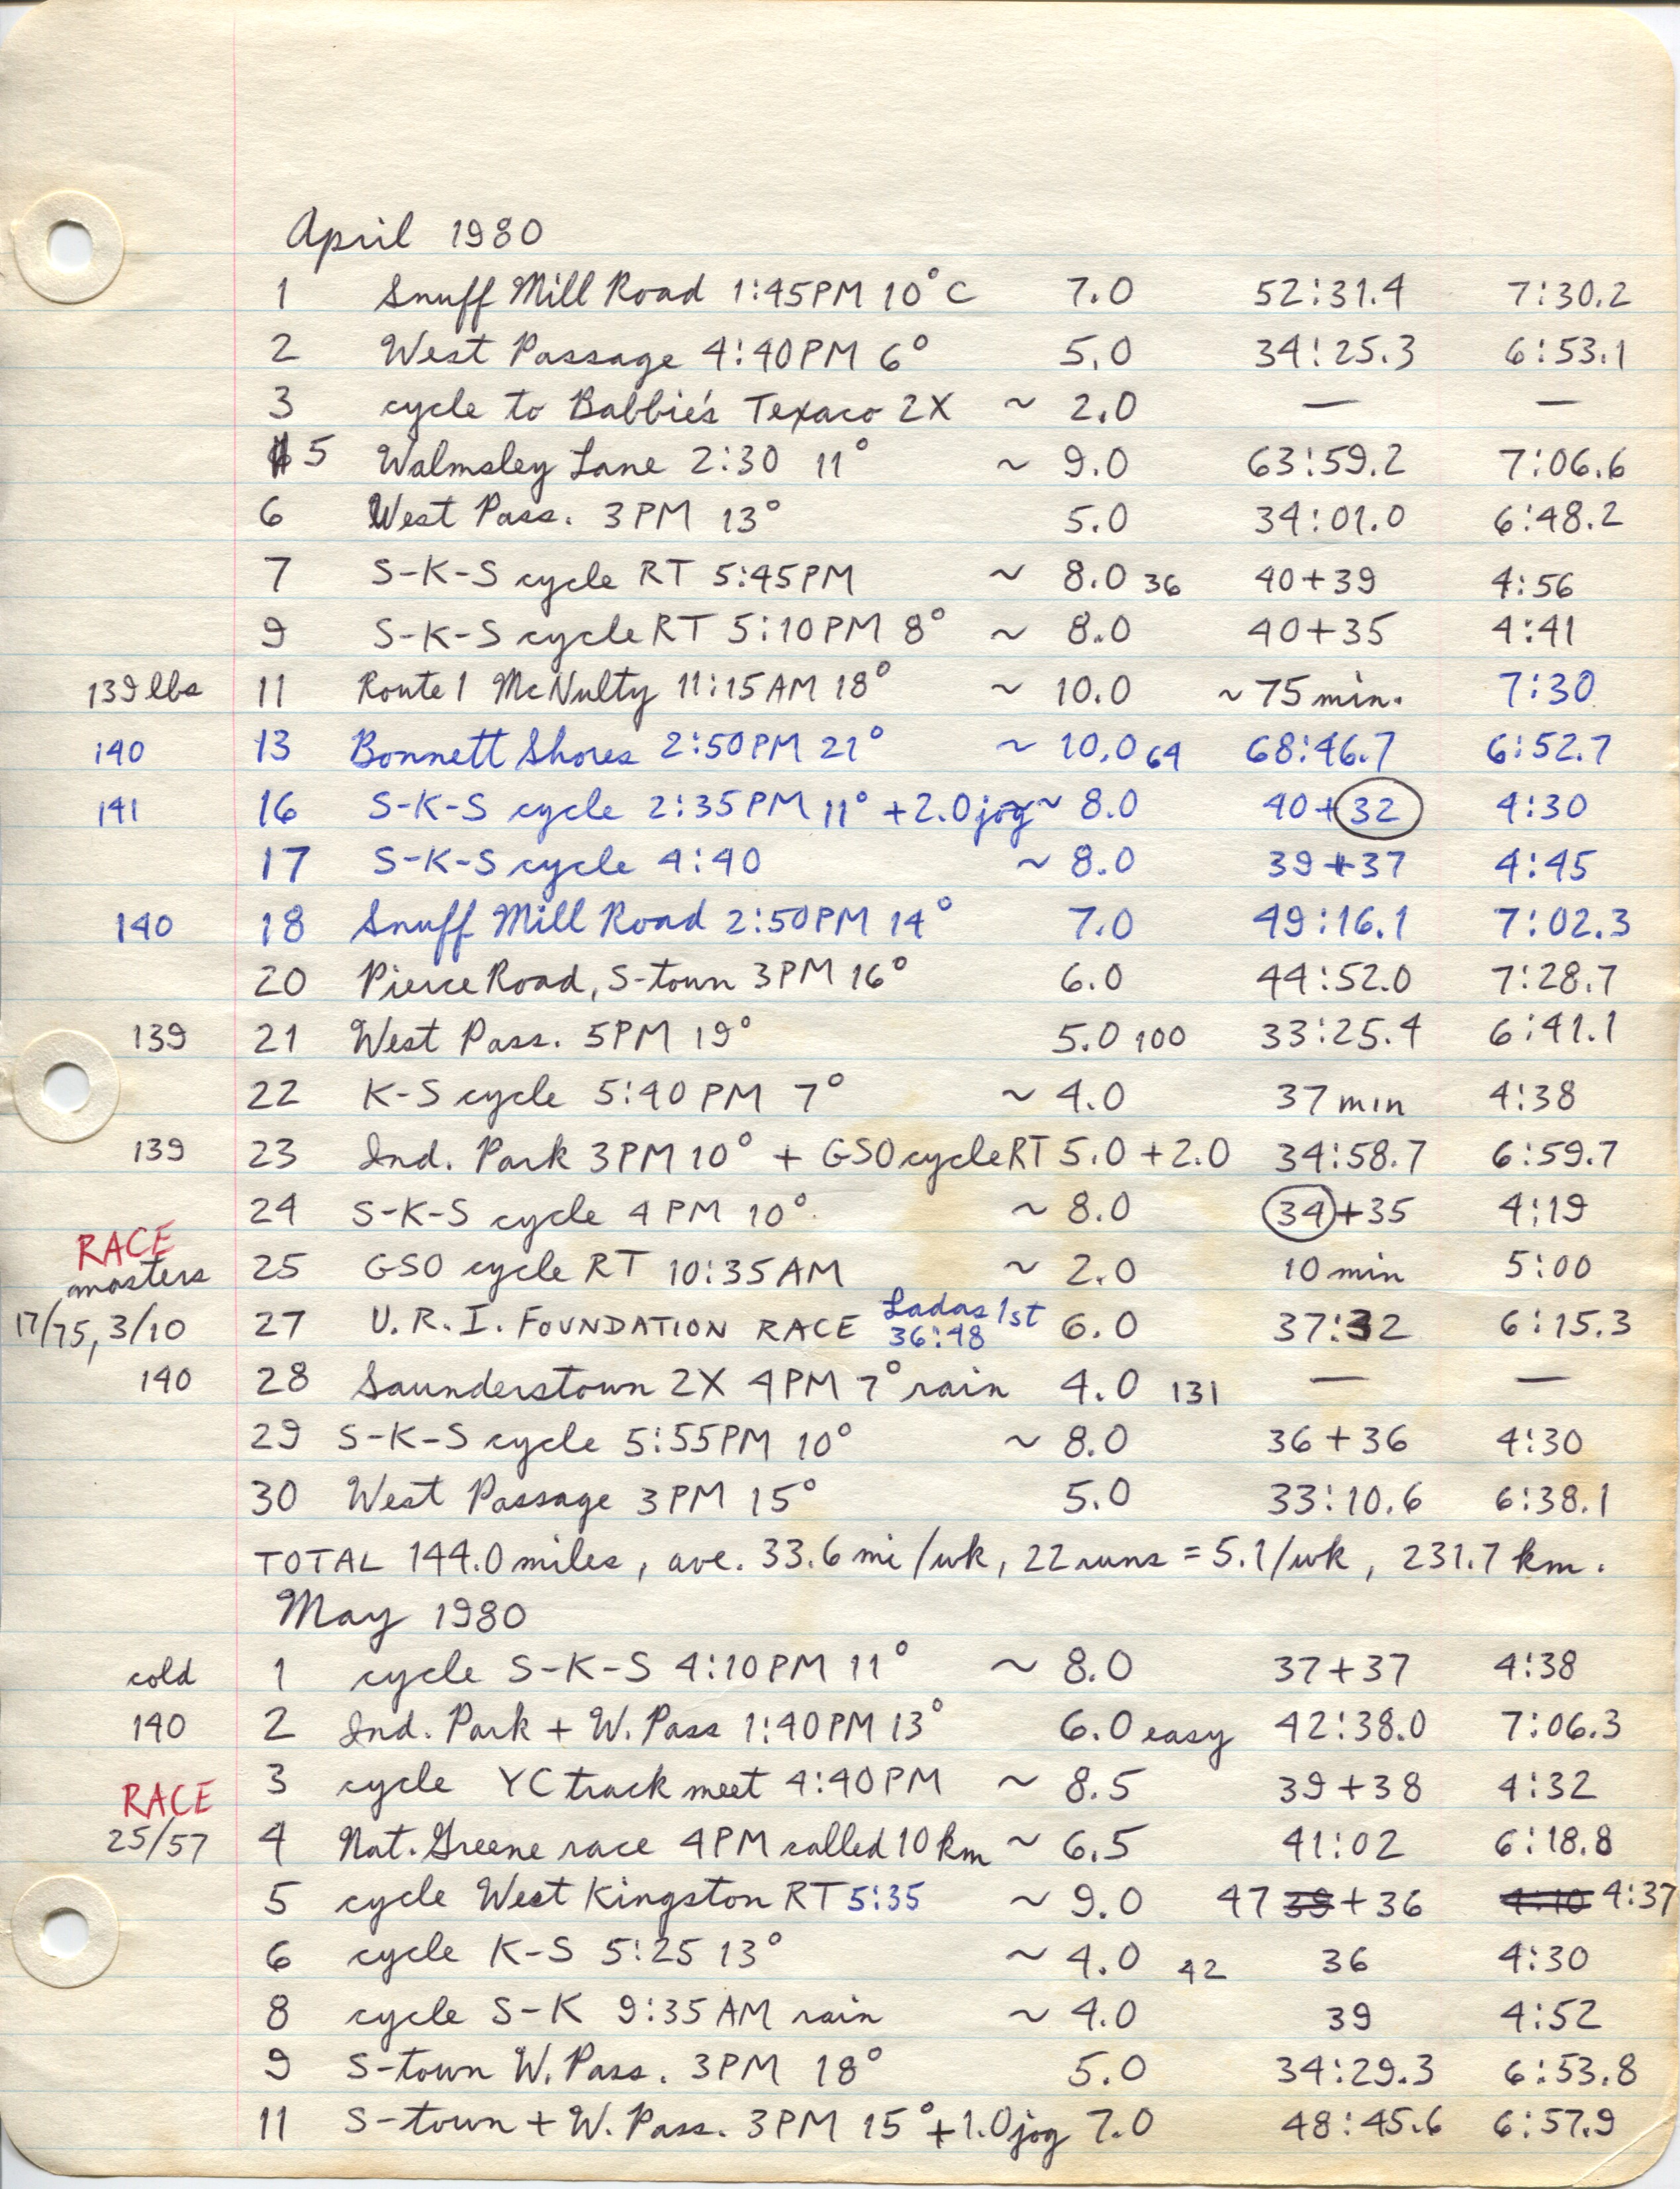 April 1980
1 Snuff Mill Road 1:45PM 10°C 7.0 52:31.4 7:30.2
2 West Passage 4:40PM 6° 5.0 34:25.3 6:53.1
3 cycle to Babbie's Texaco 2X ~ 2.0 — —
5 Walmsley Lane 2:30 11° ~ 9.0 63:59.2 7:06.6
6 West Pass. 3PM 13° 5.0 34:01.0 6:48.2
7 S-K-S cycle RT 5:45PM ~ 8.0 36 40+39 4:56
9 S-K-S cycle RT 5:10PM 8° ~ 8.0 40+35 4:41
139 lbs 11 Route 1 McNulty 11:15AM 18° ~ 10.0 ~75 min. 7:30
140 13 Bonnett Shores 2:50PM 21° ~ 10.0 64 68:46.7 6:52.7
141 16 S-K-S cycle 2:35PM 11° +2.0 jog ~ 8.0 40+32 4:30
17 S-K-S cycle 4:40 ~ 8.0 39+37 4:45
140 18 Snuff Mill Road 2:50PM 14° 7.0 49:16.1 7:02.3
20 Pierce Road, S-town 3PM 16° 6.0 44:52.0 7:28.7
139 21 West Pass. 5PM 19° 5.0 100 33:25.4 6:41.1
22 K-S cycle 5:40 PM 7° ~ 4.0 37 min 4:38
139 23 Ind. Park 3PM 10° + GSO cycle RT 5.0 +2.0 34:58.7 6:59.7
24 S-K-S cycle 4 PM 10° ~ 8.0 34+35 4:19
RACE
masters 25 GSO cycle RT 10:35AM ~ 2.0 10 min 5:00
17/75, 3/10 27 U.R.I. FOUNDATION RACE Ladas 1st 36:48 6.0 37:32 6:15.3
140 28 Saunderstown 2X 4PM 7° rain 4.0 131 — —
29 S-K-S cycle 5:55PM 10° ~ 8.0 36+36 4:30
30 West Passage 3PM 15° 5.0 33:10.6 6:38.1
TOTAL 144.0 miles, ave. 33.6 mi/wk, 22 runs = 5.1/wk, 231.7 km.
May 1980
cold 1 cycle S-K-S 4:10PM 11° ~ 8.0 37+37 4:38
140 2 Ind. Park + W. Pass 1:40PM 13° 6.0 easy 42:38.0 7:06.3
RACE 3 cycle YC track meet 4:40PM ~ 8.5 39+38 4:32
25/57 4 Nat. Greene race 4PM called 10 km ~ 6.5 41:02 6:18.8
5 cycle West Kingston RT 5:35 ~ 9.0 47 39+36 4:10 4:37
6 cycle K-S 5:25 13° ~ 4.0 42 36 4:30
8 cycle S-K 9:35 AM rain ~ 4.0 39 4:52
9 S-town W. Pass. 3PM 18° 5.0 34:29.3 6:53.8
11 S-town + W. Pass. 3PM 15° +1.0 jog 7.0 48:45.6 6:57.9